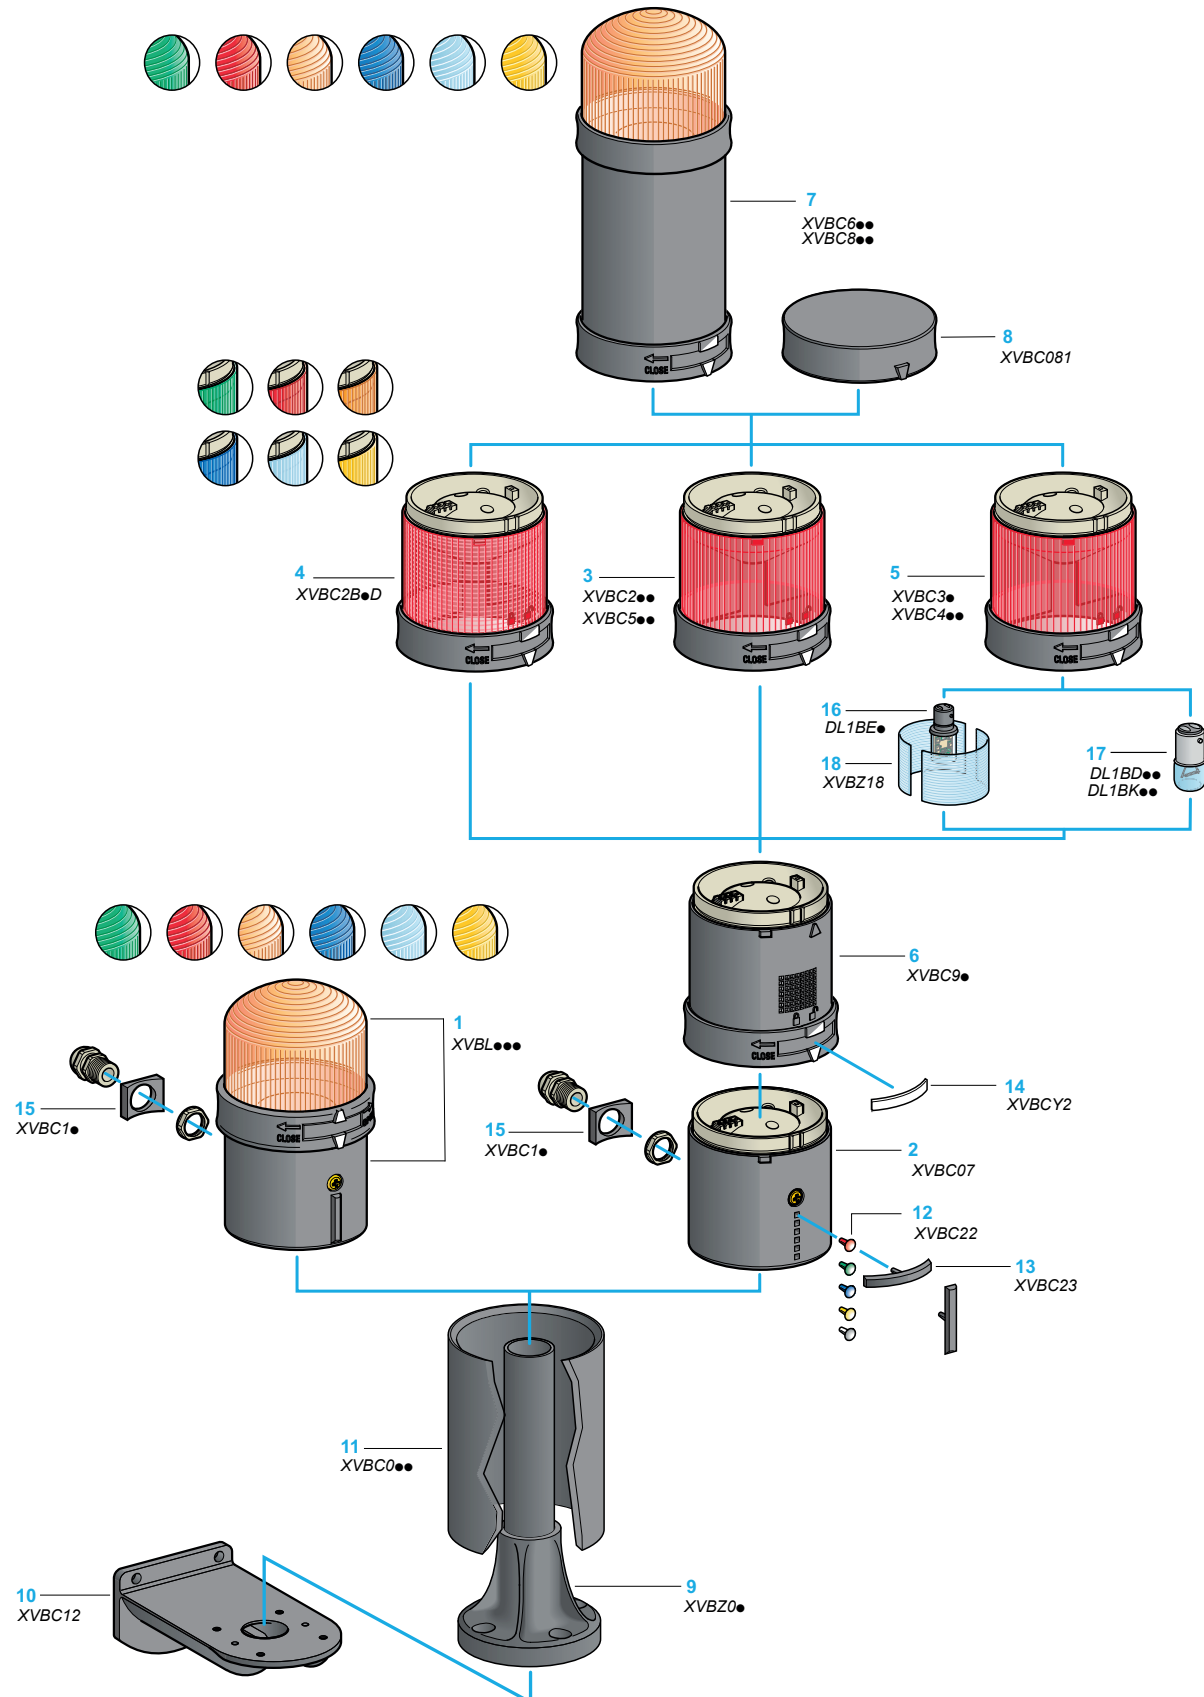 7
XVBC6●●
XVBC8●●
CLOSE
8
XVBC081
4
XVBC2B●D
CLOSE
3
XVBC2●●
XVBC5●●
CLOSE
5
XVBC3●
XVBC4●●
CLOSE
16
DL1BE●
18
XVBZ18
17
DL1BD●●
DL1BK●●
6
XVBC9●
CLOSE
1
XVBL●●●
CLOSE
15
XVBC1●
15
XVBC1●
14
XVBCY2
2
XVBC07
12
XVBC22
13
XVBC23
11
XVBC0●●
10
XVBC12
9
XVBZ0●